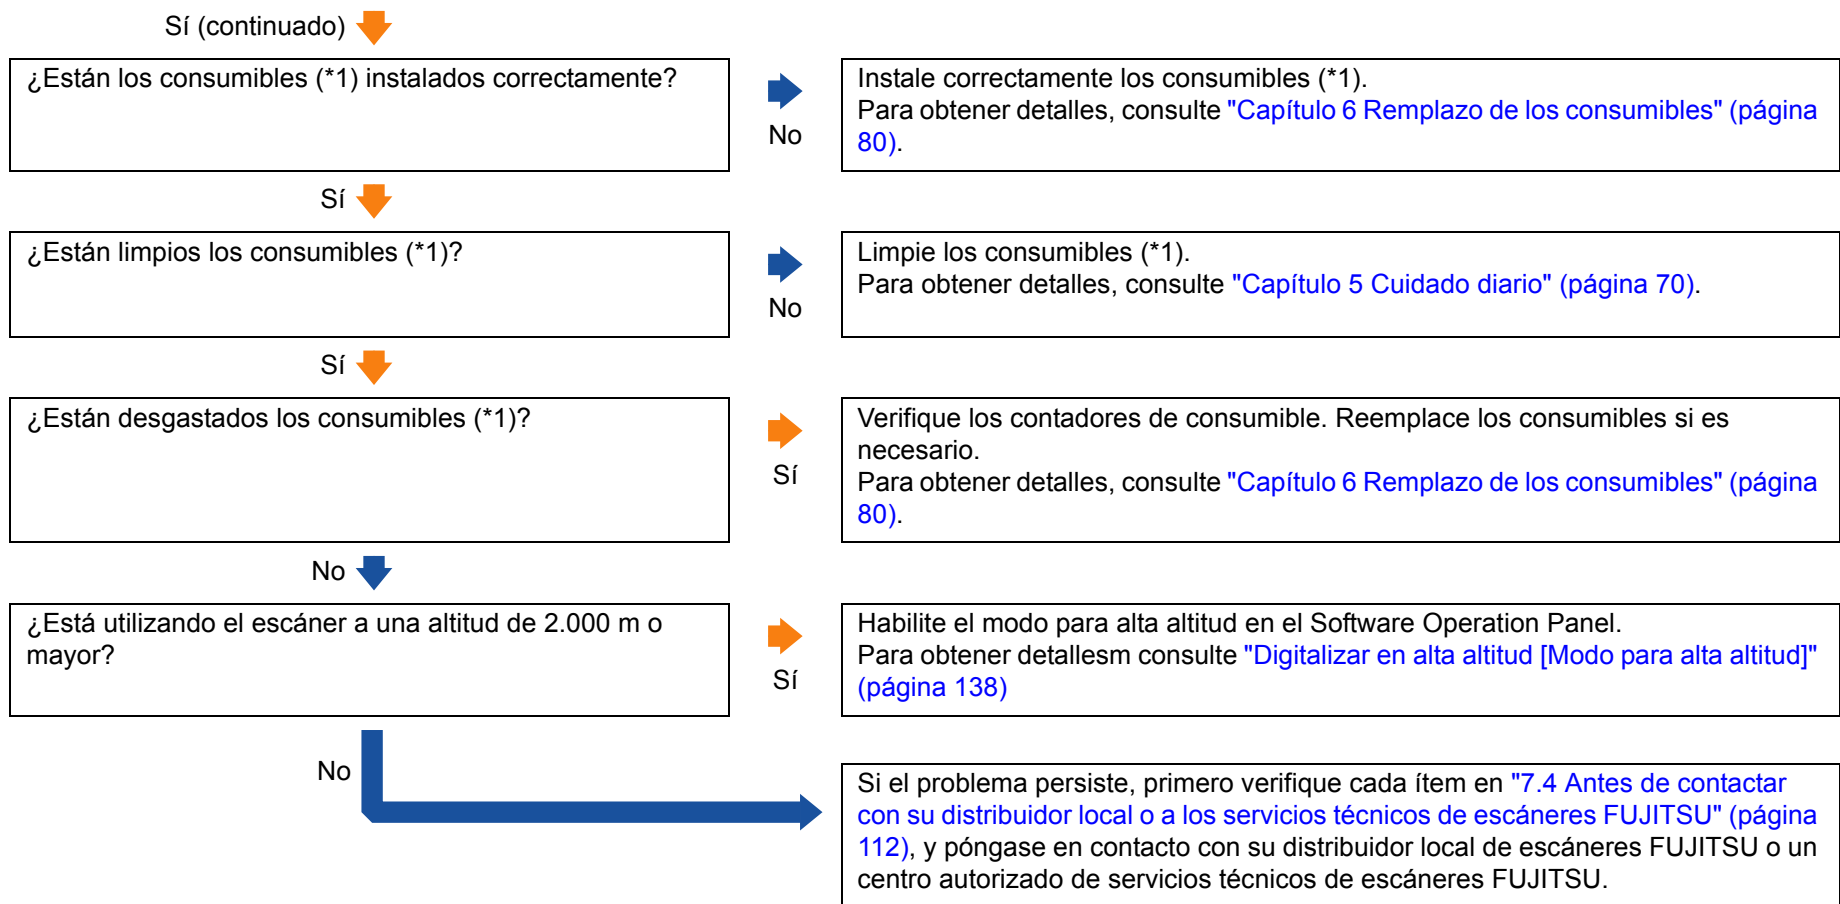 Sí (continuado)
¿Están los consumibles (*1) instalados correctamente?
No
Instale correctamente los consumibles (*1).
Para obtener detalles, consulte "Capítulo 6 Remplazo de los consumibles" (página
80).
Sí
¿Están limpios los consumibles (*1)?
No
Limpie los consumibles (*1).
Para obtener detalles, consulte "Capítulo 5 Cuidado diario" (página 70).
Sí
¿Están desgastados los consumibles (*1)?
Sí
Verifique los contadores de consumible. Reemplace los consumibles si es
necesario.
Para obtener detalles, consulte "Capítulo 6 Remplazo de los consumibles" (página
80).
No
¿Está utilizando el escáner a una altitud de 2.000 m o
mayor?
Sí
Habilite el modo para alta altitud en el Software Operation Panel.
Para obtener detallesm consulte "Digitalizar en alta altitud [Modo para alta altitud]"
(página 138)
No
Si el problema persiste, primero verifique cada ítem en "7.4 Antes de contactar
con su distribuidor local o a los servicios técnicos de escáneres FUJITSU" (página
112), y póngase en contacto con su distribuidor local de escáneres FUJITSU o un
centro autorizado de servicios técnicos de escáneres FUJITSU.